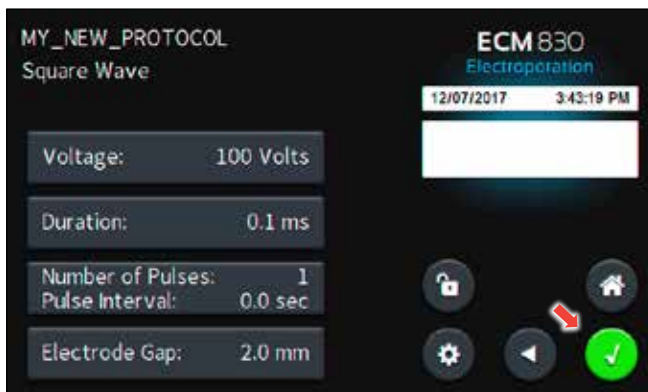 MY_NEW_PROTOCOL
Square Wave
Voltage: 100 Volts
Duration: 0.1 ms
Number of Pulses: 1
Pulse Interval: 0.0 sec
Electrode Gap: 2.0 mm
ECM 830
Electroporation
12/07/2017 3:43:19 PM